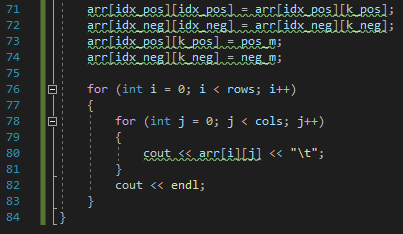 71 arr[idx_pos][idx_pos] = arr[idx_pos][k_pos];
72 arr[idx_neg][idx_neg] = arr[idx_neg][k_neg];
73 arr[idx_pos][k_pos] = pos_m;
74 arr[idx_neg][k_neg] = neg_m;
75
76 for (int i = 0; i < rows; i++)
77 {
78 for (int j = 0; j < cols; j++)
79 {
80 cout << arr[i][j] << "\t";
81 }
82 cout << endl;
83 }
84 }